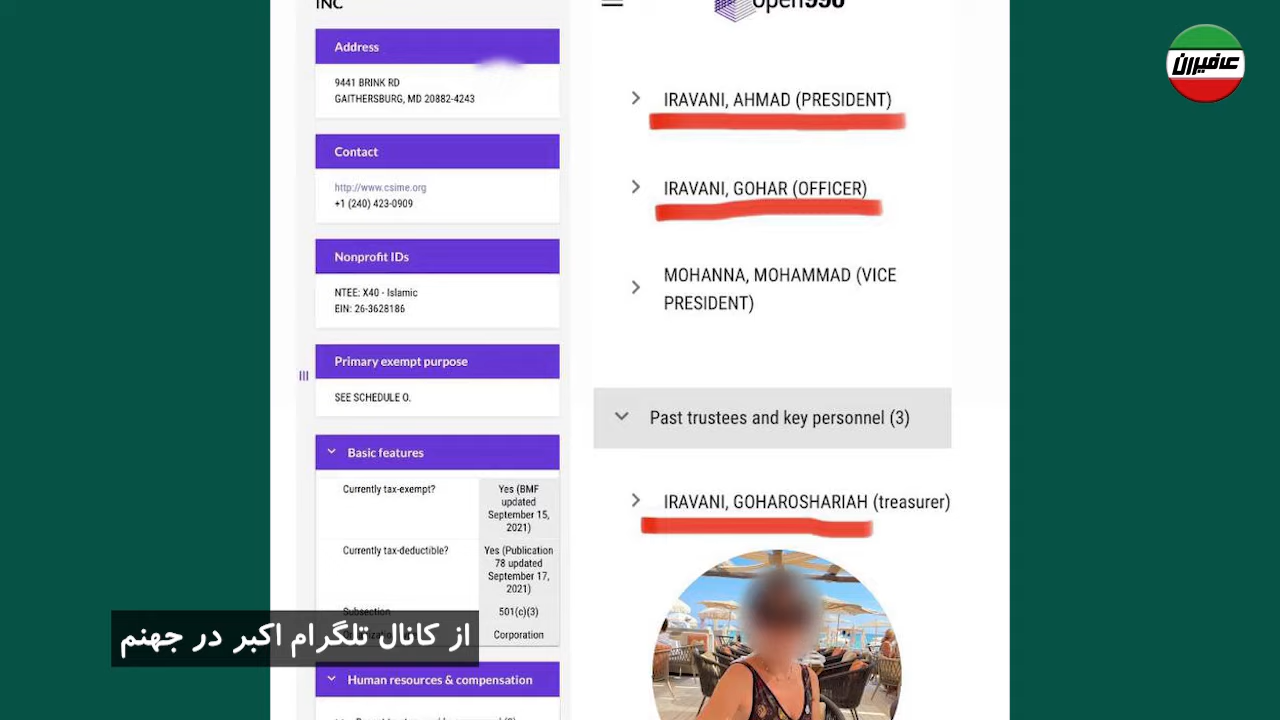 INC
Address
9441 BRINK RD
GAITHERSBURG, MD 20882-4243
Contact
http://www.csime.org
+1 (240) 423-0909
Nonprofit IDs
NTEE: X40 - Islamic
EIN: 26-3628186
Primary exempt purpose
SEE SCHEDULE O.
Basic features
Currently tax-exempt?
Yes (BMF
updated
September 15,
2021)
Currently tax-deductible?
Yes (Publication
78 updated
September 17,
2021)
Subsection
501(c)(3)
Corporation
Human resources & compensation
open990
IRAVANI, AHMAD (PRESIDENT)
IRAVANI, GOHAR (OFFICER)
MOHANNA, MOHAMMAD (VICE
PRESIDENT)
Past trustees and key personnel (3)
IRAVANI, GOHAROSHARIAH (treasurer)
از کانال تلگرام اکبر در جهنم